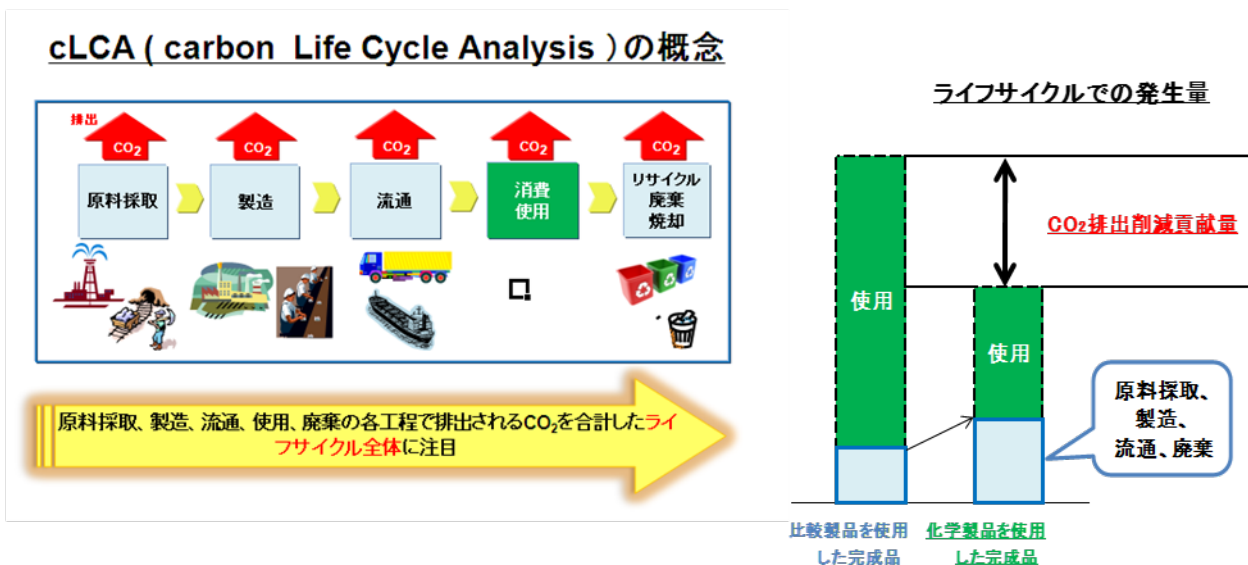 cLCA ( carbon Life Cycle Analysis )の概念
排出
CO₂
CO₂
CO₂
CO₂
CO₂
原料採取
製造
流通
消費
使用
リサイクル
廃棄
焼却
原料採取、製造、流通、使用、廃棄の各工程で排出されるCO₂を合計したライ
フサイクル全体に注目
ライフサイクルでの発生量
CO₂排出削減貢献量
使用
使用
原料採取、
製造、
流通、廃棄
比較製品を使用
した完成品
化学製品を使用
した完成品